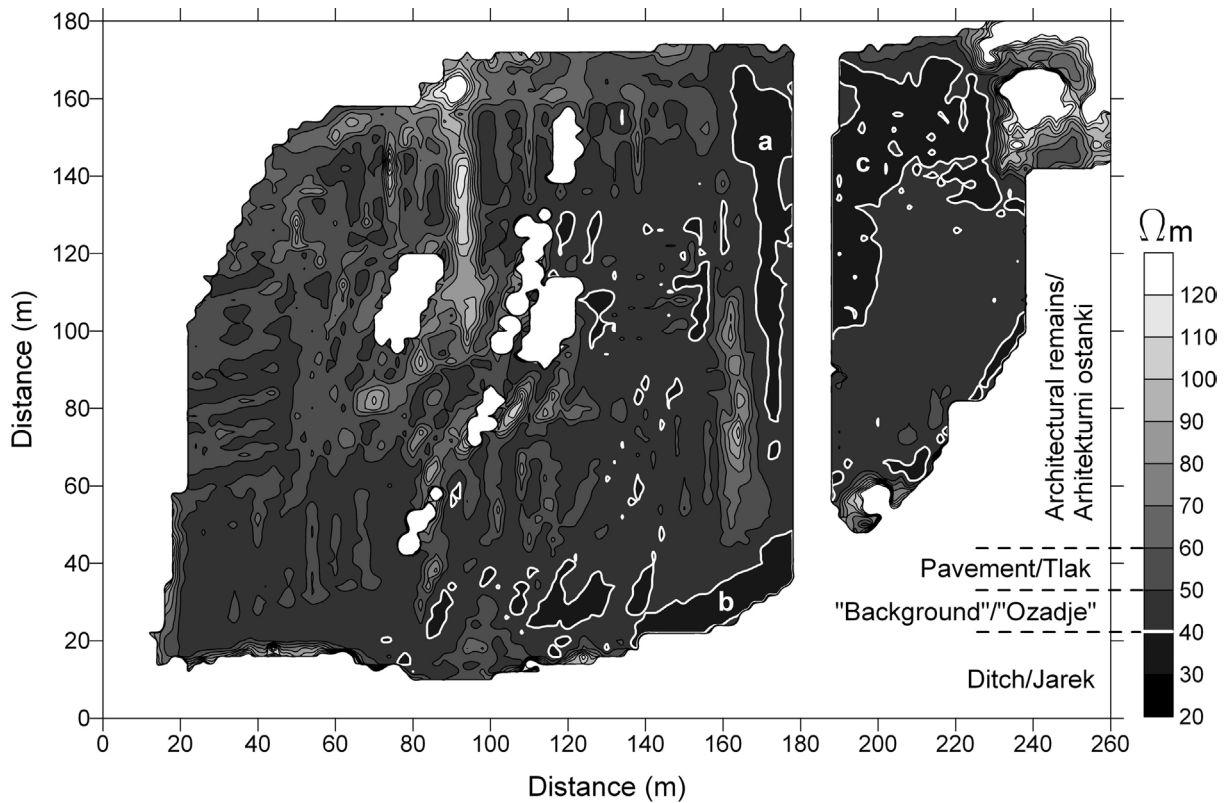 180
160
140
120
100
80
60
40
20
0
Distance (m)
0 20 40 60 80 100 120 140 160 180 200 220 240 260
Distance (m)
a
b
c
Ωm
120
110
100
90
80
70
60
50
40
30
20
Architectural remains/
Arhitekturni ostanki
Pavement/Tlak
"Background"/"Ozadje"
Ditch/Jarek